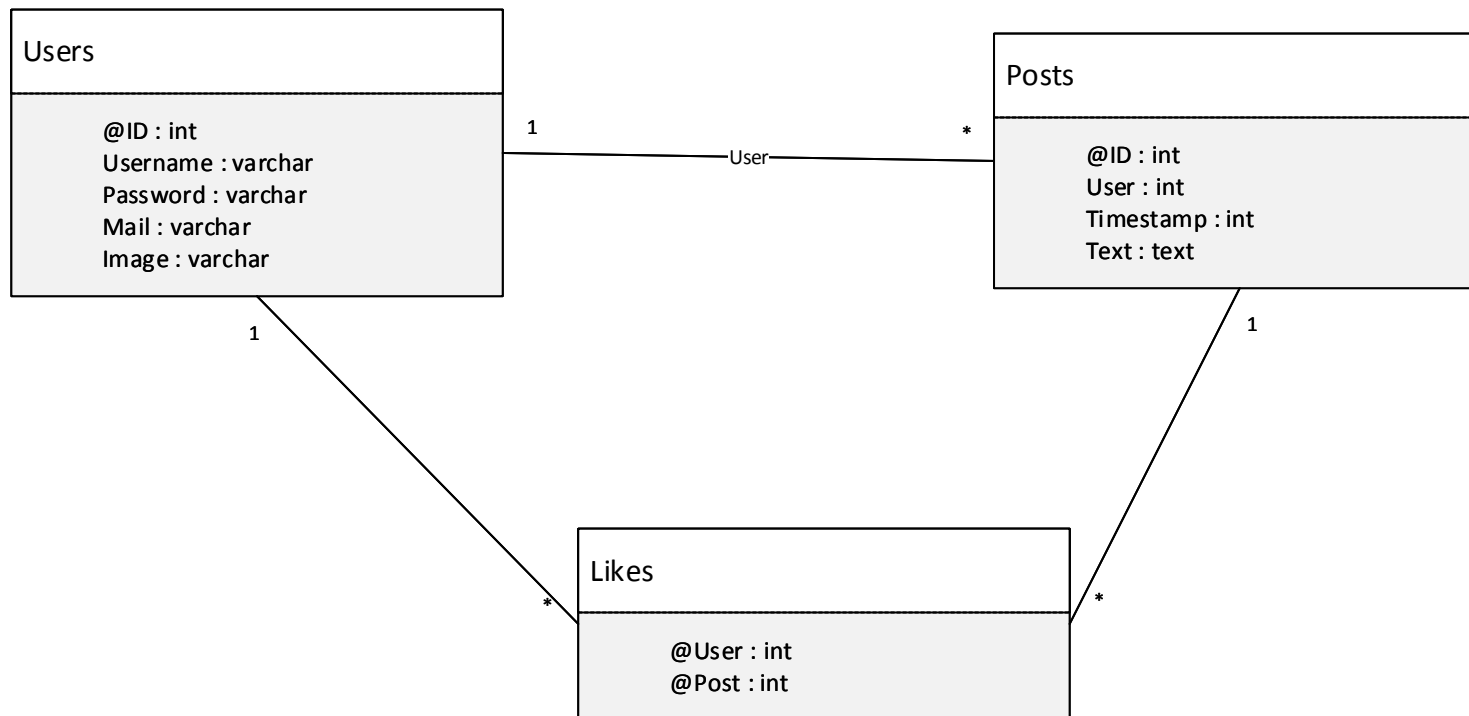 Users
@ID : int
Username : varchar
Password : varchar
Mail : varchar
Image : varchar
1
User
*
Posts
@ID : int
User : int
Timestamp : int
Text : text
1
1
*
*
Likes
@User : int
@Post : int